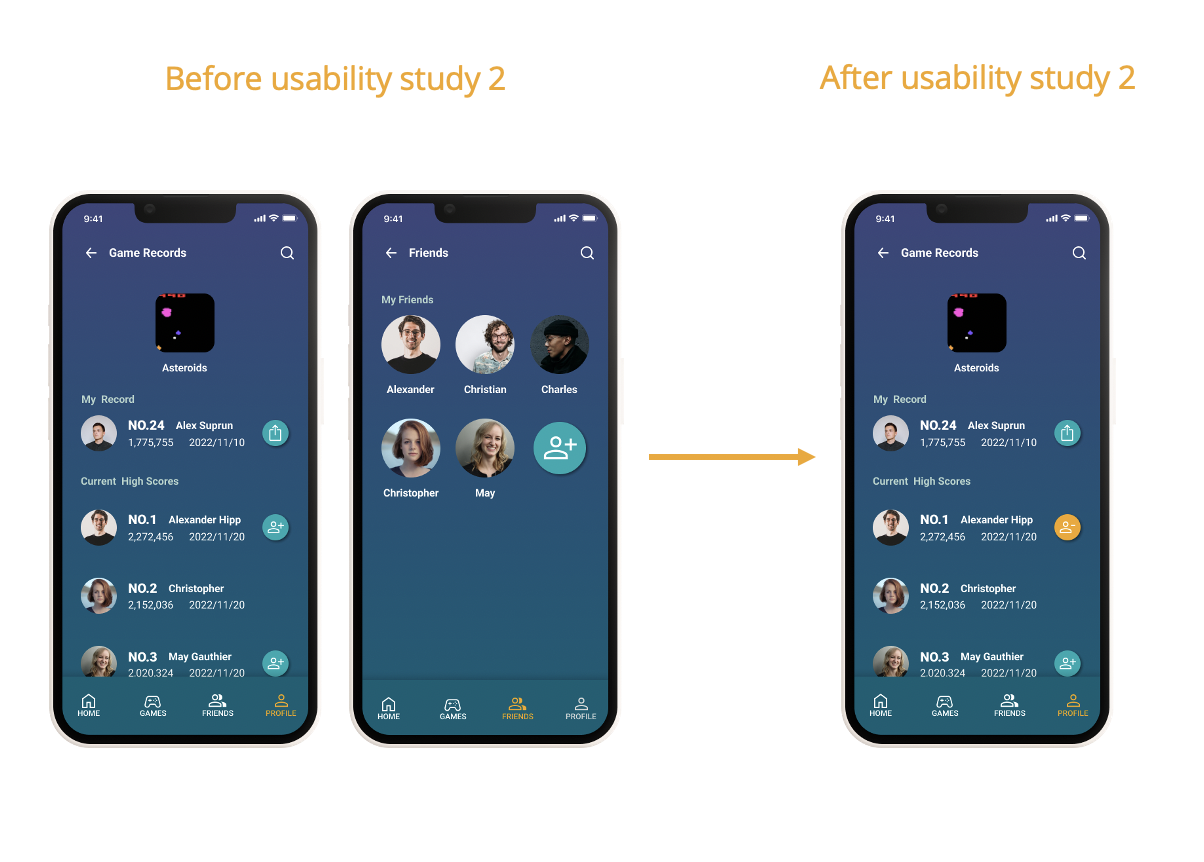 Before usability study 2
After usability study 2
9:41
Game Records
Asteroids
My Record
NO.24 Alex Suprun
1,775,755 2022/11/10
Current High Scores
NO.1 Alexander Hipp
2,272,456 2022/11/20
NO.2 Christopher
2,152,036 2022/11/20
NO.3 May Gauthier
2.020.324 2022/11/20
HOME GAMES FRIENDS PROFILE
9:41
Friends
My Friends
Alexander Christian Charles
Christopher May
HOME GAMES FRIENDS PROFILE
9:41
Game Records
Asteroids
My Record
NO.24 Alex Suprun
1,775,755 2022/11/10
Current High Scores
NO.1 Alexander Hipp
2,272,456 2022/11/20
NO.2 Christopher
2,152,036 2022/11/20
NO.3 May Gauthier
2.020.324 2022/11/20
HOME GAMES FRIENDS PROFILE